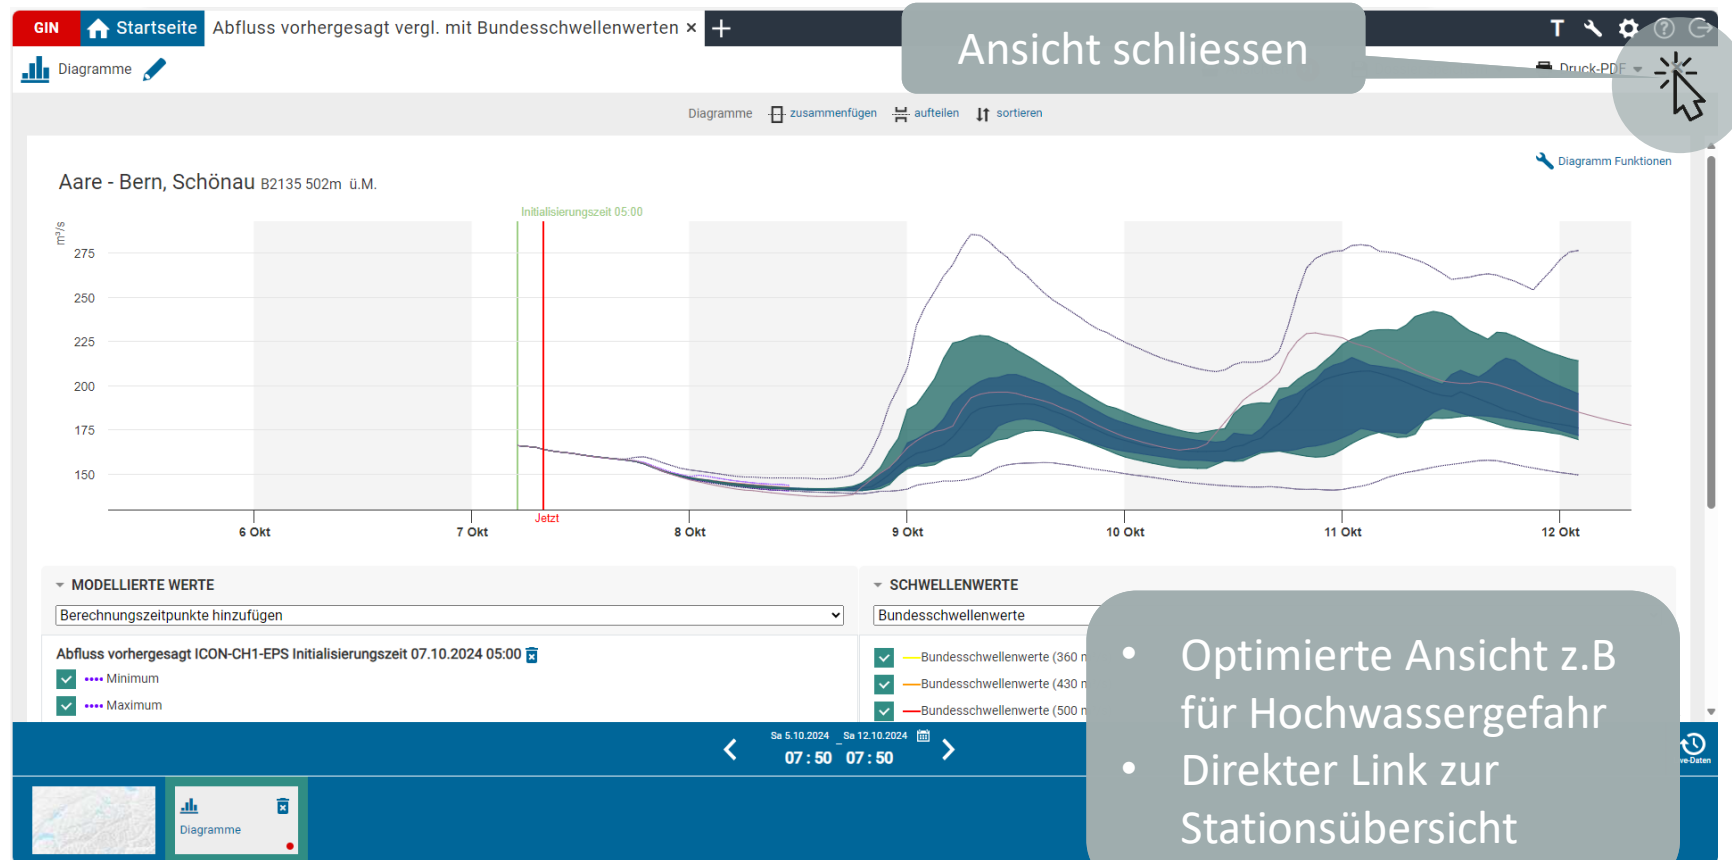 GIN Startseite Abfluss vorhergesagt vergl. mit Bundesschwellenwerten × +
Ansicht schliessen
T
Diagramme
Druck-PDF
Diagramme zusammenfügen aufteilen sortieren
Diagramm Funktionen
Aare - Bern, Schönau B2135 502m ü.M.
Initialisierungszeit 05:00
m³/s
275
250
225
200
175
150
Jetzt
6 Okt 7 Okt 8 Okt 9 Okt 10 Okt 11 Okt 12 Okt
MODELLIERTE WERTE
Berechnungszeitpunkte hinzufügen
Abfluss vorhergesagt ICON-CH1-EPS Initialisierungszeit 07.10.2024 05:00
Minimum
Maximum
SCHWELLENWERTE
Bundesschwellenwerte
Bundesschwellenwerte (360
Bundesschwellenwerte (430
Bundesschwellenwerte (500
• Optimierte Ansicht z.B
für Hochwassergefahr
• Direkter Link zur
Stationsübersicht
Sa 5.10.2024 – Sa 12.10.2024
07 : 50 07 : 50
ve-Daten
Diagramme